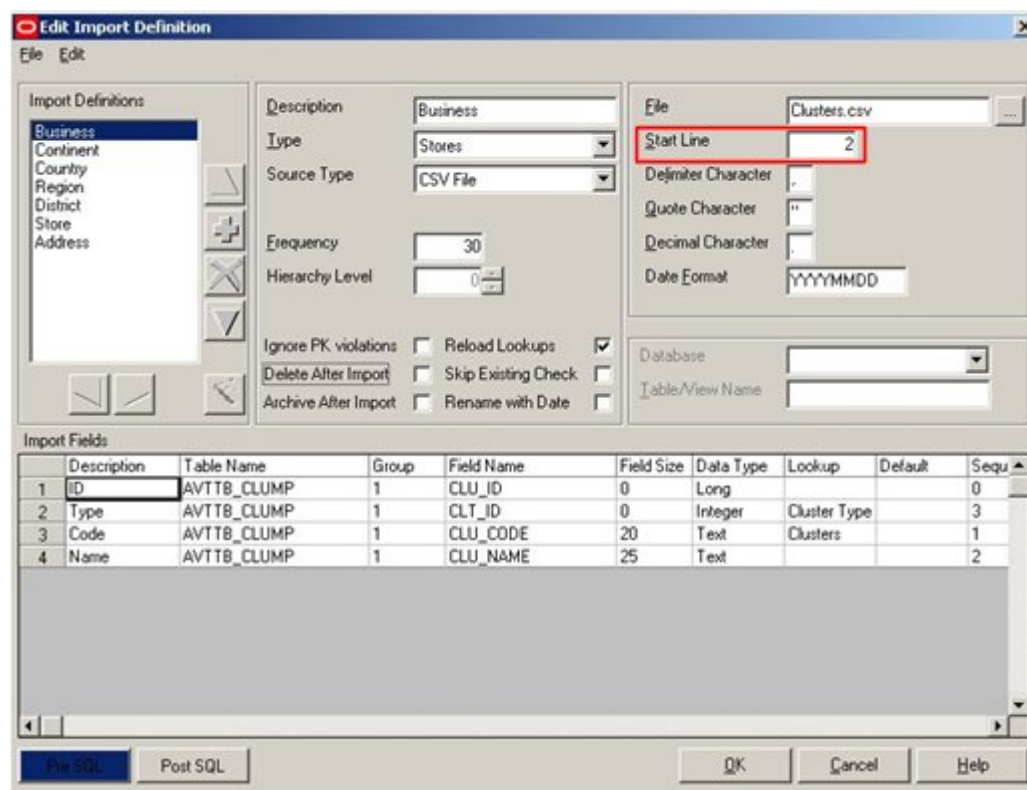 Edit Import Definition
File Edit
Import Definitions
Business
Continent
Country
Region
District
Store
Address
Description Business
Type Stores
Source Type CSV File
Frequency 30
Hierarchy Level 0
Ignore PK violations Reload Lookups
Delete After Import Skip Existing Check
Archive After Import Rename with Date
File Clusters.csv ...
Start Line 2
Delimiter Character ,
Quote Character "
Decimal Character .
Date Format YYYYMMDD
Database
Table/View Name
Import Fields
Description Table Name Group Field Name Field Size Data Type Lookup Default Sequ
1 ID AVTTB_CLUMP 1 CLU_ID 0 Long 0
2 Type AVTTB_CLUMP 1 CLT_ID 0 Integer Cluster Type 3
3 Code AVTTB_CLUMP 1 CLU_CODE 20 Text Clusters 1
4 Name AVTTB_CLUMP 1 CLU_NAME 25 Text 2
Pre SQL Post SQL OK Cancel Help